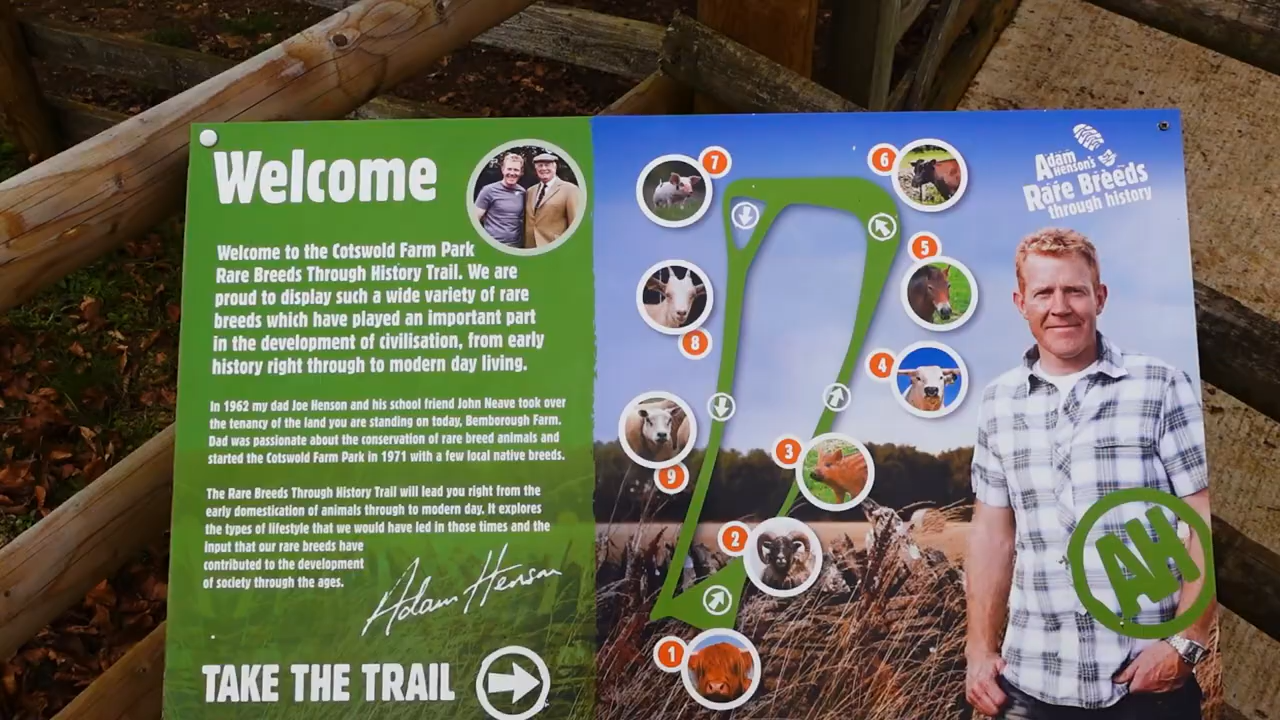 Welcome
Welcome to the Cotswold Farm Park
Rare Breeds Through History Trail. We are
proud to display such a wide variety of rare
breeds which have played an important part
in the development of civilisation, from early
history right through to modern day living.
In 1962 my dad Joe Henson and his school friend John Neave took over
the tenancy of the land you are standing on today, Bemborough Farm.
Dad was passionate about the conservation of rare breed animals and
started the Cotswold Farm Park in 1971 with a few local native breeds.
The Rare Breeds Through History Trail will lead you right from the
early domestication of animals through to modern day. It explores
the types of lifestyle that we would have led in those times and the
input that our rare breeds have
contributed to the development
of society through the ages.
Adam Henson
TAKE THE TRAIL
7
6
5
8
4
3
9
2
1
Adam
Henson's
Rare Breeds
through history
AH